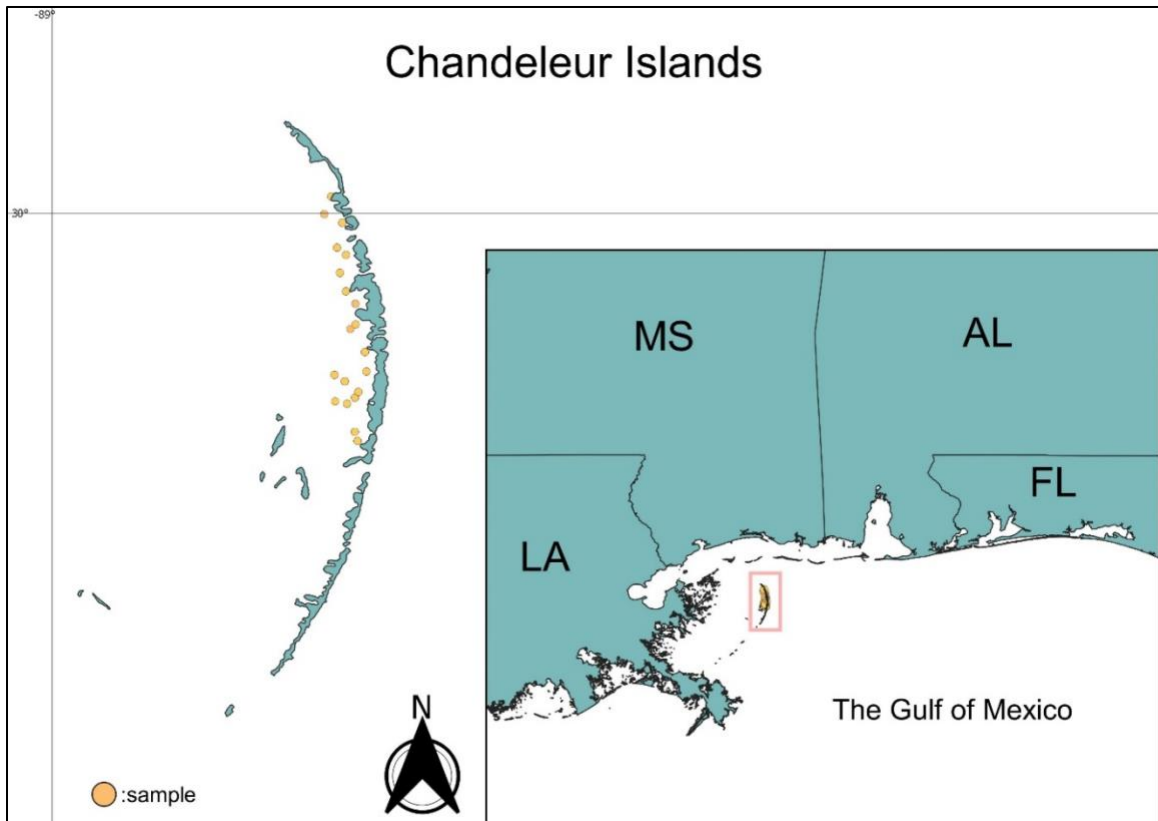 -89°
Chandeleur Islands
30°
MS
AL
FL
LA
The Gulf of Mexico
N
:sample